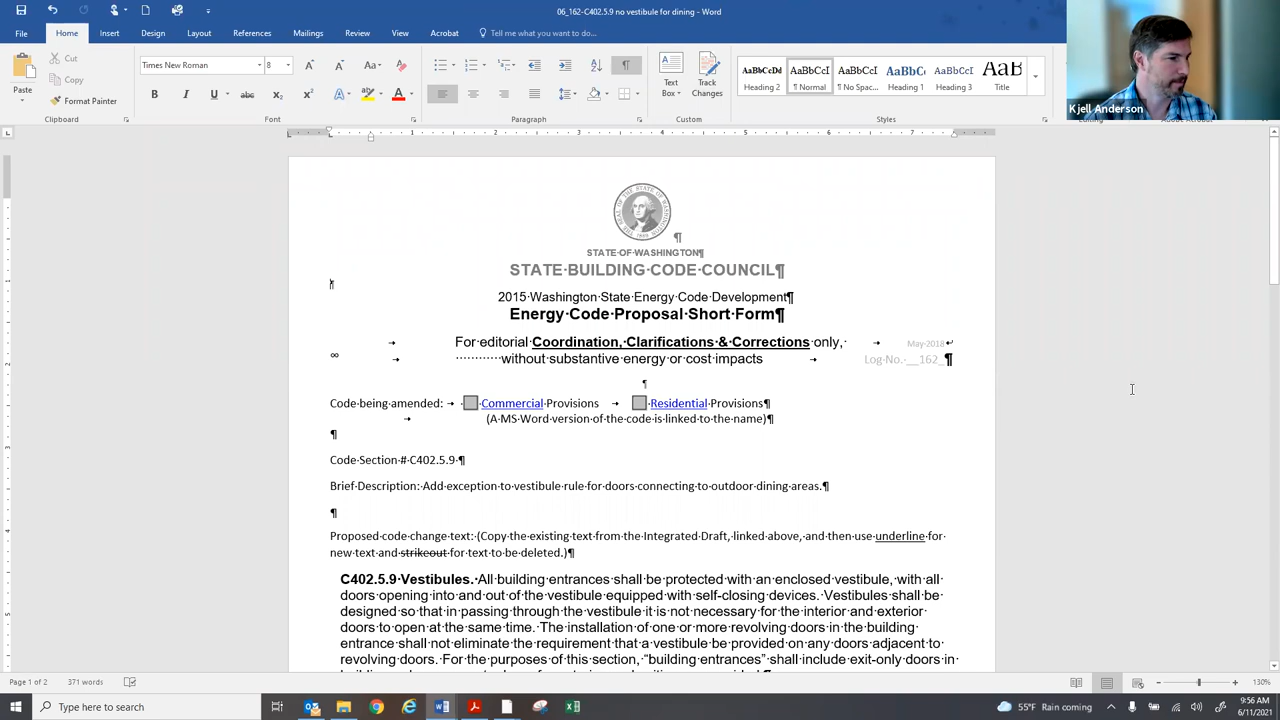 06_162-C402.5.9 no vestibule for dining - Word
File Home Insert Design Layout References Mailings Review View Acrobat Tell me what you want to do...
Kjell Anderson
Paste Cut Copy Format Painter
Times New Roman 8
Text Box Track Changes
AaBbCcDd Heading 2 AaBbCcI ¶ Normal AaBbCcI ¶ No Spac... AaBbC Heading 1 AaBbCcI Heading 3 AaB Title
Clipboard Font Paragraph Custom Styles
STATE·OF·WASHINGTON¶
STATE·BUILDING·CODE·COUNCIL¶
2015·Washington·State·Energy·Code·Development¶
Energy·Code·Proposal·Short·Form¶
For·editorial·Coordination,·Clarifications·&·Corrections·only,· May·2018
············without·substantive·energy·or·cost·impacts Log·No.·__162_¶
Code·being·amended:·→ ·Commercial·Provisions → ·Residential·Provisions¶
(A·MS·Word·version·of·the·code·is·linked·to·the·name)¶
Code·Section·#·C402.5.9·¶
Brief·Description:·Add·exception·to·vestibule·rule·for·doors·connecting·to·outdoor·dining·areas.¶
Proposed·code·change·text:·(Copy·the·existing·text·from·the·Integrated·Draft,·linked·above,·and·then·use·underline·for·
new·text·and·strikeout·for·text·to·be·deleted.)¶
C402.5.9·Vestibules.·All·building·entrances·shall·be·protected·with·an·enclosed·vestibule,·with·all·
doors·opening·into·and·out·of·the·vestibule·equipped·with·self-closing·devices.·Vestibules·shall·be·
designed·so·that·in·passing·through·the·vestibule·it·is·not·necessary·for·the·interior·and·exterior·
doors·to·open·at·the·same·time.·The·installation·of·one·or·more·revolving·doors·in·the·building·
entrance·shall·not·eliminate·the·requirement·that·a·vestibule·be·provided·on·any·doors·adjacent·to·
revolving·doors.·For·the·purposes·of·this·section,·“building·entrances”·shall·include·exit-only·doors·in·
Page 1 of 2 371 words 130%
Type here to search 55°F Rain 9:56 AM
6/11/2021